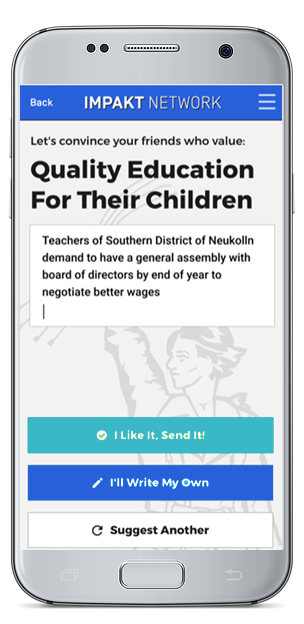 Back
IMPAKT NETWORK
Let's convince your friends who value:
Quality Education
For Their Children
Teachers of Southern District of Neukolln
demand to have a general assembly with
board of directors by end of year to
negotiate better wages
I Like It, Send It!
I'll Write My Own
Suggest Another